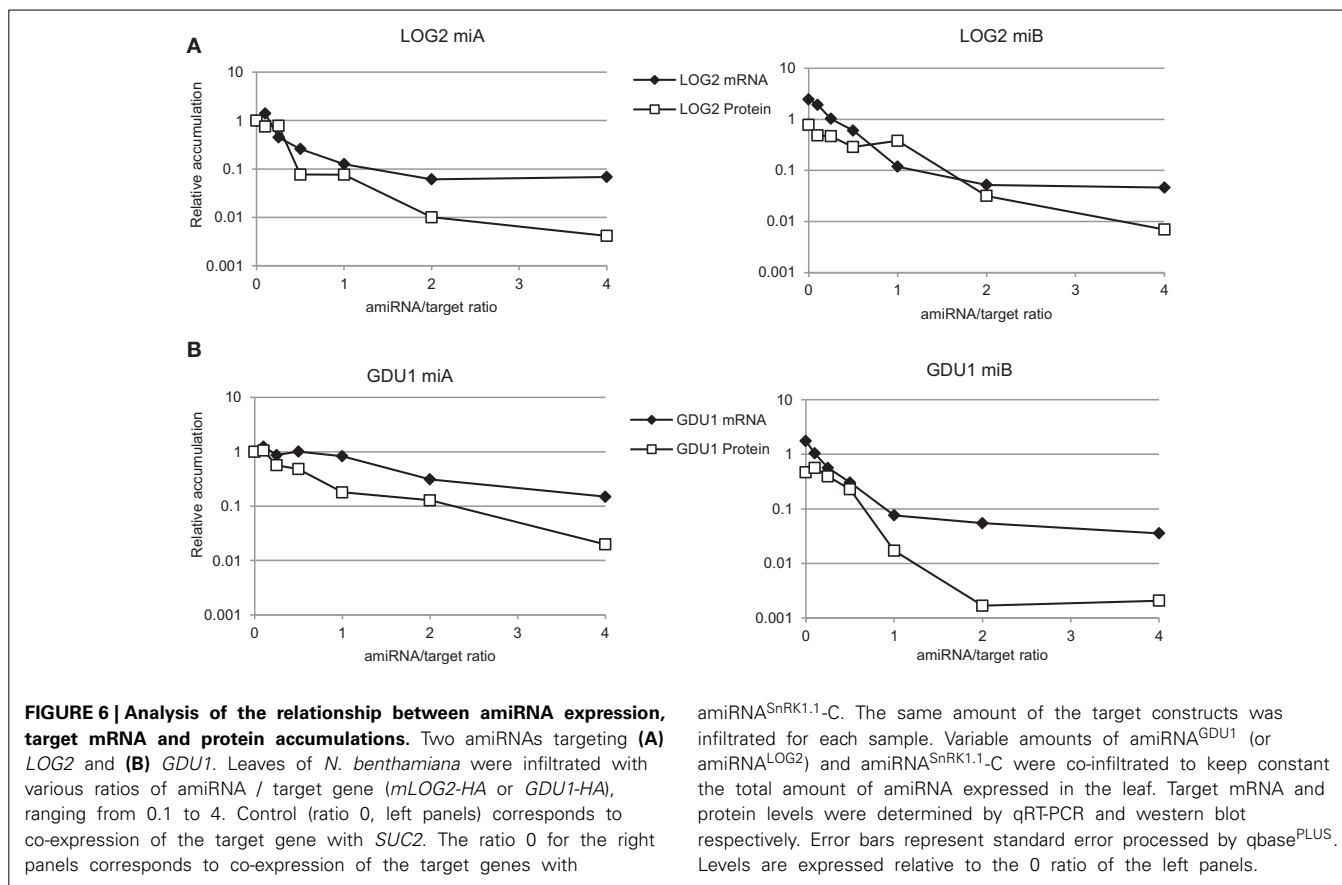 A
LOG2 miA
10
1
0.1
0.01
0.001
Relative accumulation
0
1
2
3
4
amiRNA/target ratio
LOG2 mRNA
LOG2 Protein
LOG2 miB
10
1
0.1
0.01
0.001
0
1
2
3
4
amiRNA/target ratio
B
GDU1 miA
10
1
0.1
0.01
0.001
Relative accumulation
0
1
2
3
4
amiRNA/target ratio
GDU1 mRNA
GDU1 Protein
GDU1 miB
10
1
0.1
0.01
0.001
0
1
2
3
4
amiRNA/target ratio
FIGURE 6 | Analysis of the relationship between amiRNA expression,
target mRNA and protein accumulations. Two amiRNAs targeting (A)
LOG2 and (B) GDU1. Leaves of N. benthamiana were infiltrated with
various ratios of amiRNA / target gene (mLOG2-HA or GDU1-HA),
ranging from 0.1 to 4. Control (ratio 0, left panels) corresponds to
co-expression of the target gene with SUC2. The ratio 0 for the right
panels corresponds to co-expression of the target genes with
amiRNA^SnRK1.1-C. The same amount of the target constructs was
infiltrated for each sample. Variable amounts of amiRNA^GDU1 (or
amiRNA^LOG2) and amiRNA^SnRK1.1-C were co-infiltrated to keep constant
the total amount of amiRNA expressed in the leaf. Target mRNA and
protein levels were determined by qRT-PCR and western blot
respectively. Error bars represent standard error processed by qbase^PLUS.
Levels are expressed relative to the 0 ratio of the left panels.